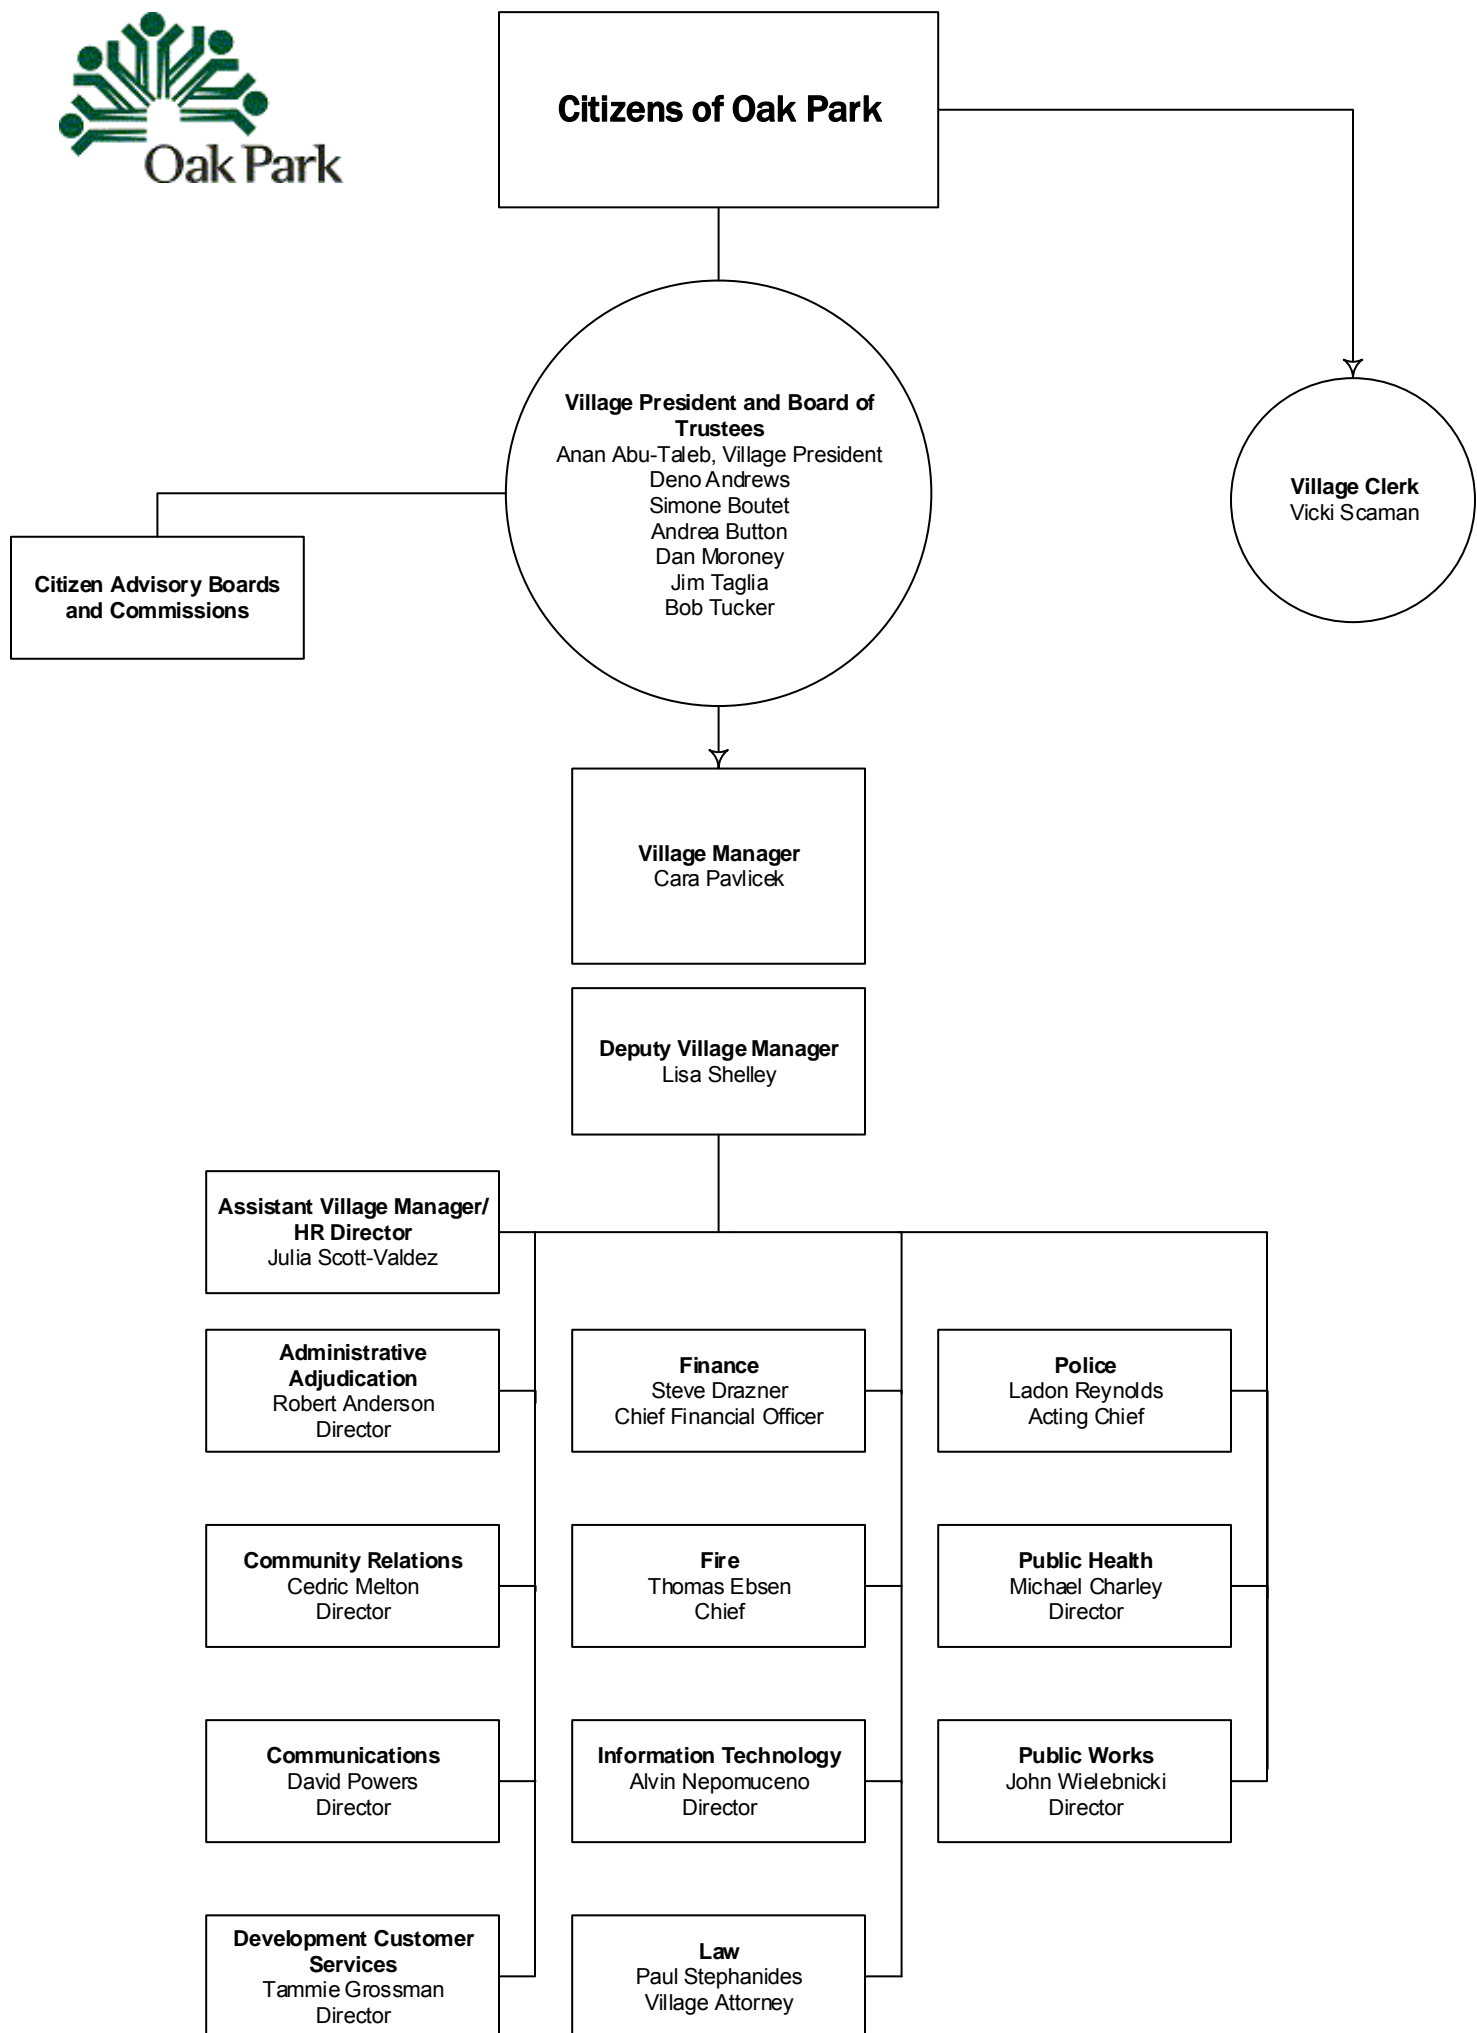 Oak Park
Citizens of Oak Park
Village President and Board of
Trustees
Anan Abu-Taleb, Village President
Deno Andrews
Simone Boutet
Andrea Button
Dan Moroney
Jim Taglia
Bob Tucker
Village Clerk
Vicki Scaman
Citizen Advisory Boards
and Commissions
Village Manager
Cara Pavlicek
Deputy Village Manager
Lisa Shelley
Assistant Village Manager/
HR Director
Julia Scott-Valdez
Administrative
Adjudication
Robert Anderson
Director
Finance
Steve Drazner
Chief Financial Officer
Police
Ladon Reynolds
Acting Chief
Community Relations
Cedric Melton
Director
Fire
Thomas Ebsen
Chief
Public Health
Michael Charley
Director
Communications
David Powers
Director
Information Technology
Alvin Nepomuceno
Director
Public Works
John Wielebnicki
Director
Development Customer
Services
Tammie Grossman
Director
Law
Paul Stephanides
Village Attorney